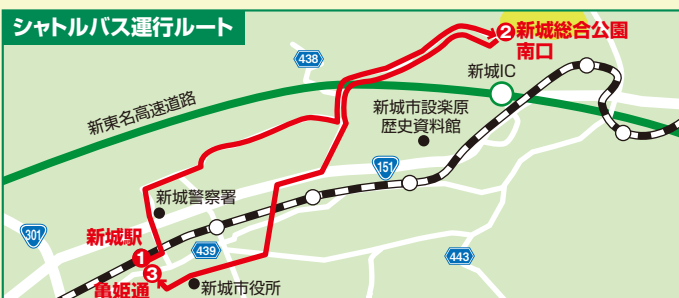 シャトルバス運行ルート
❷新城総合公園
南口
438
新城IC
新東名高速道路
新城市設楽原
歴史資料館
151
新城警察署
301
新城駅
❶
439
443
❸
亀姫通
新城市役所